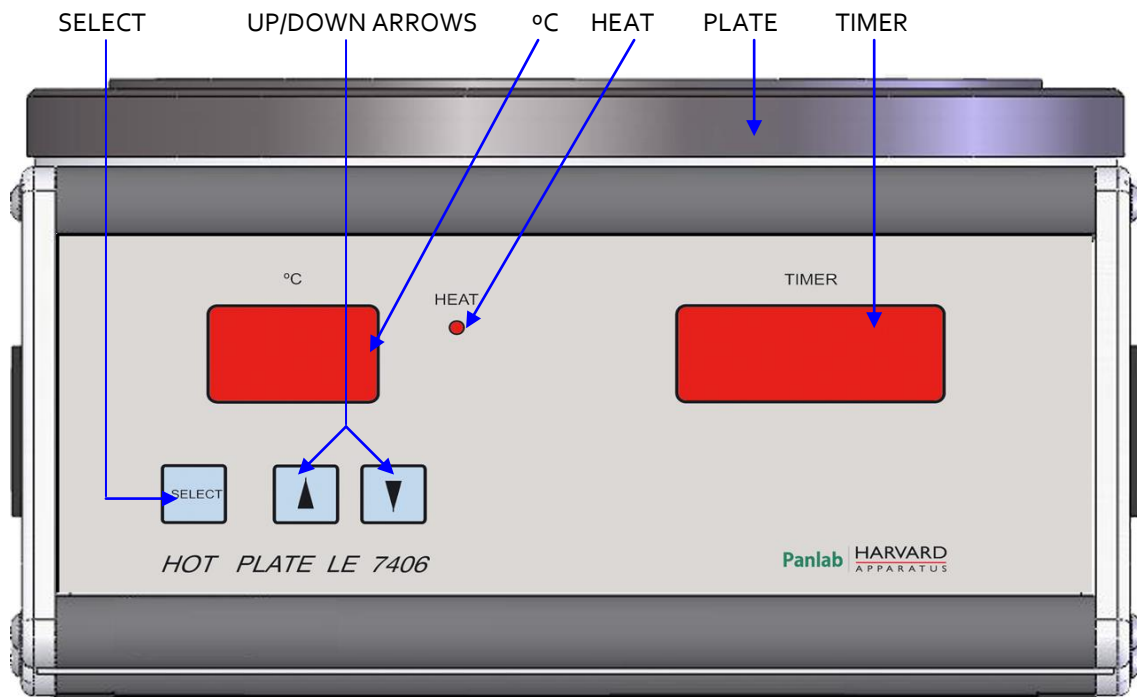 SELECT UP/DOWN ARROWS ºC HEAT PLATE TIMER
ºC TIMER
HEAT
SELECT
HOT PLATE LE 7406
Panlab HARVARD
APPARATUS